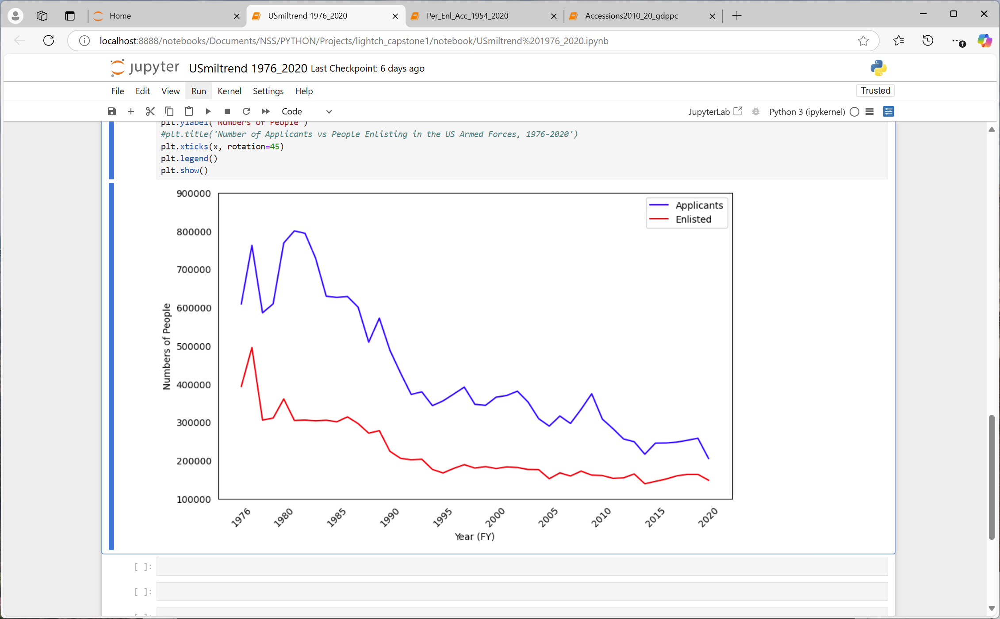 Home
USmiltrend 1976_2020
Per_Enl_Acc_1954_2020
Accessions2010_20_gdppc
localhost:8888/notebooks/Documents/NSS/PYTHON/Projects/lightch_capstone1/notebook/USmiltrend%201976_2020.ipynb
jupyter USmiltrend 1976_2020 Last Checkpoint: 6 days ago
File Edit View Run Kernel Settings Help
Trusted
Code
JupyterLab
Python 3 (ipykernel)
plt.ylabel('Numbers of People')
#plt.title('Number of Applicants vs People Enlisting in the US Armed Forces, 1976-2020')
plt.xticks(x, rotation=45)
plt.legend()
plt.show()
900000
800000
700000
600000
500000
400000
300000
200000
100000
Numbers of People
Applicants
Enlisted
1976
1980
1985
1990
1995
2000
2005
2010
2015
2020
Year (FY)
[ ]:
[ ]:
[ ]: